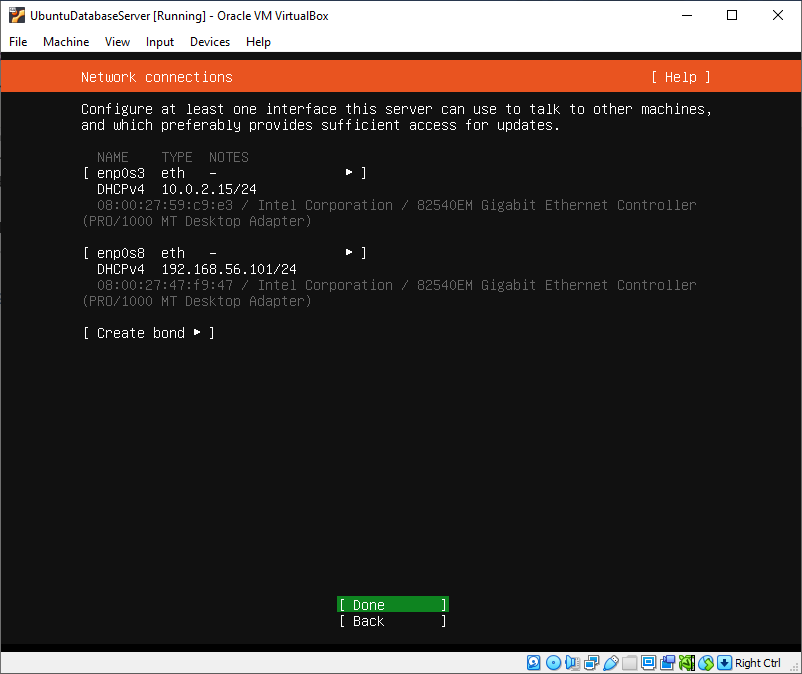 UbuntuDatabaseServer [Running] - Oracle VM VirtualBox
File Machine View Input Devices Help
Network connections [ Help ]
Configure at least one interface this server can use to talk to other machines,
and which preferably provides sufficient access for updates.
NAME TYPE NOTES
[ enp0s3 eth - ▸ ]
DHCPv4 10.0.2.15/24
08:00:27:59:c9:e3 / Intel Corporation / 82540EM Gigabit Ethernet Controller
(PRO/1000 MT Desktop Adapter)
[ enp0s8 eth - ▸ ]
DHCPv4 192.168.56.101/24
08:00:27:47:f9:47 / Intel Corporation / 82540EM Gigabit Ethernet Controller
(PRO/1000 MT Desktop Adapter)
[ Create bond ▸ ]
[ Done ]
[ Back ]
Right Ctrl